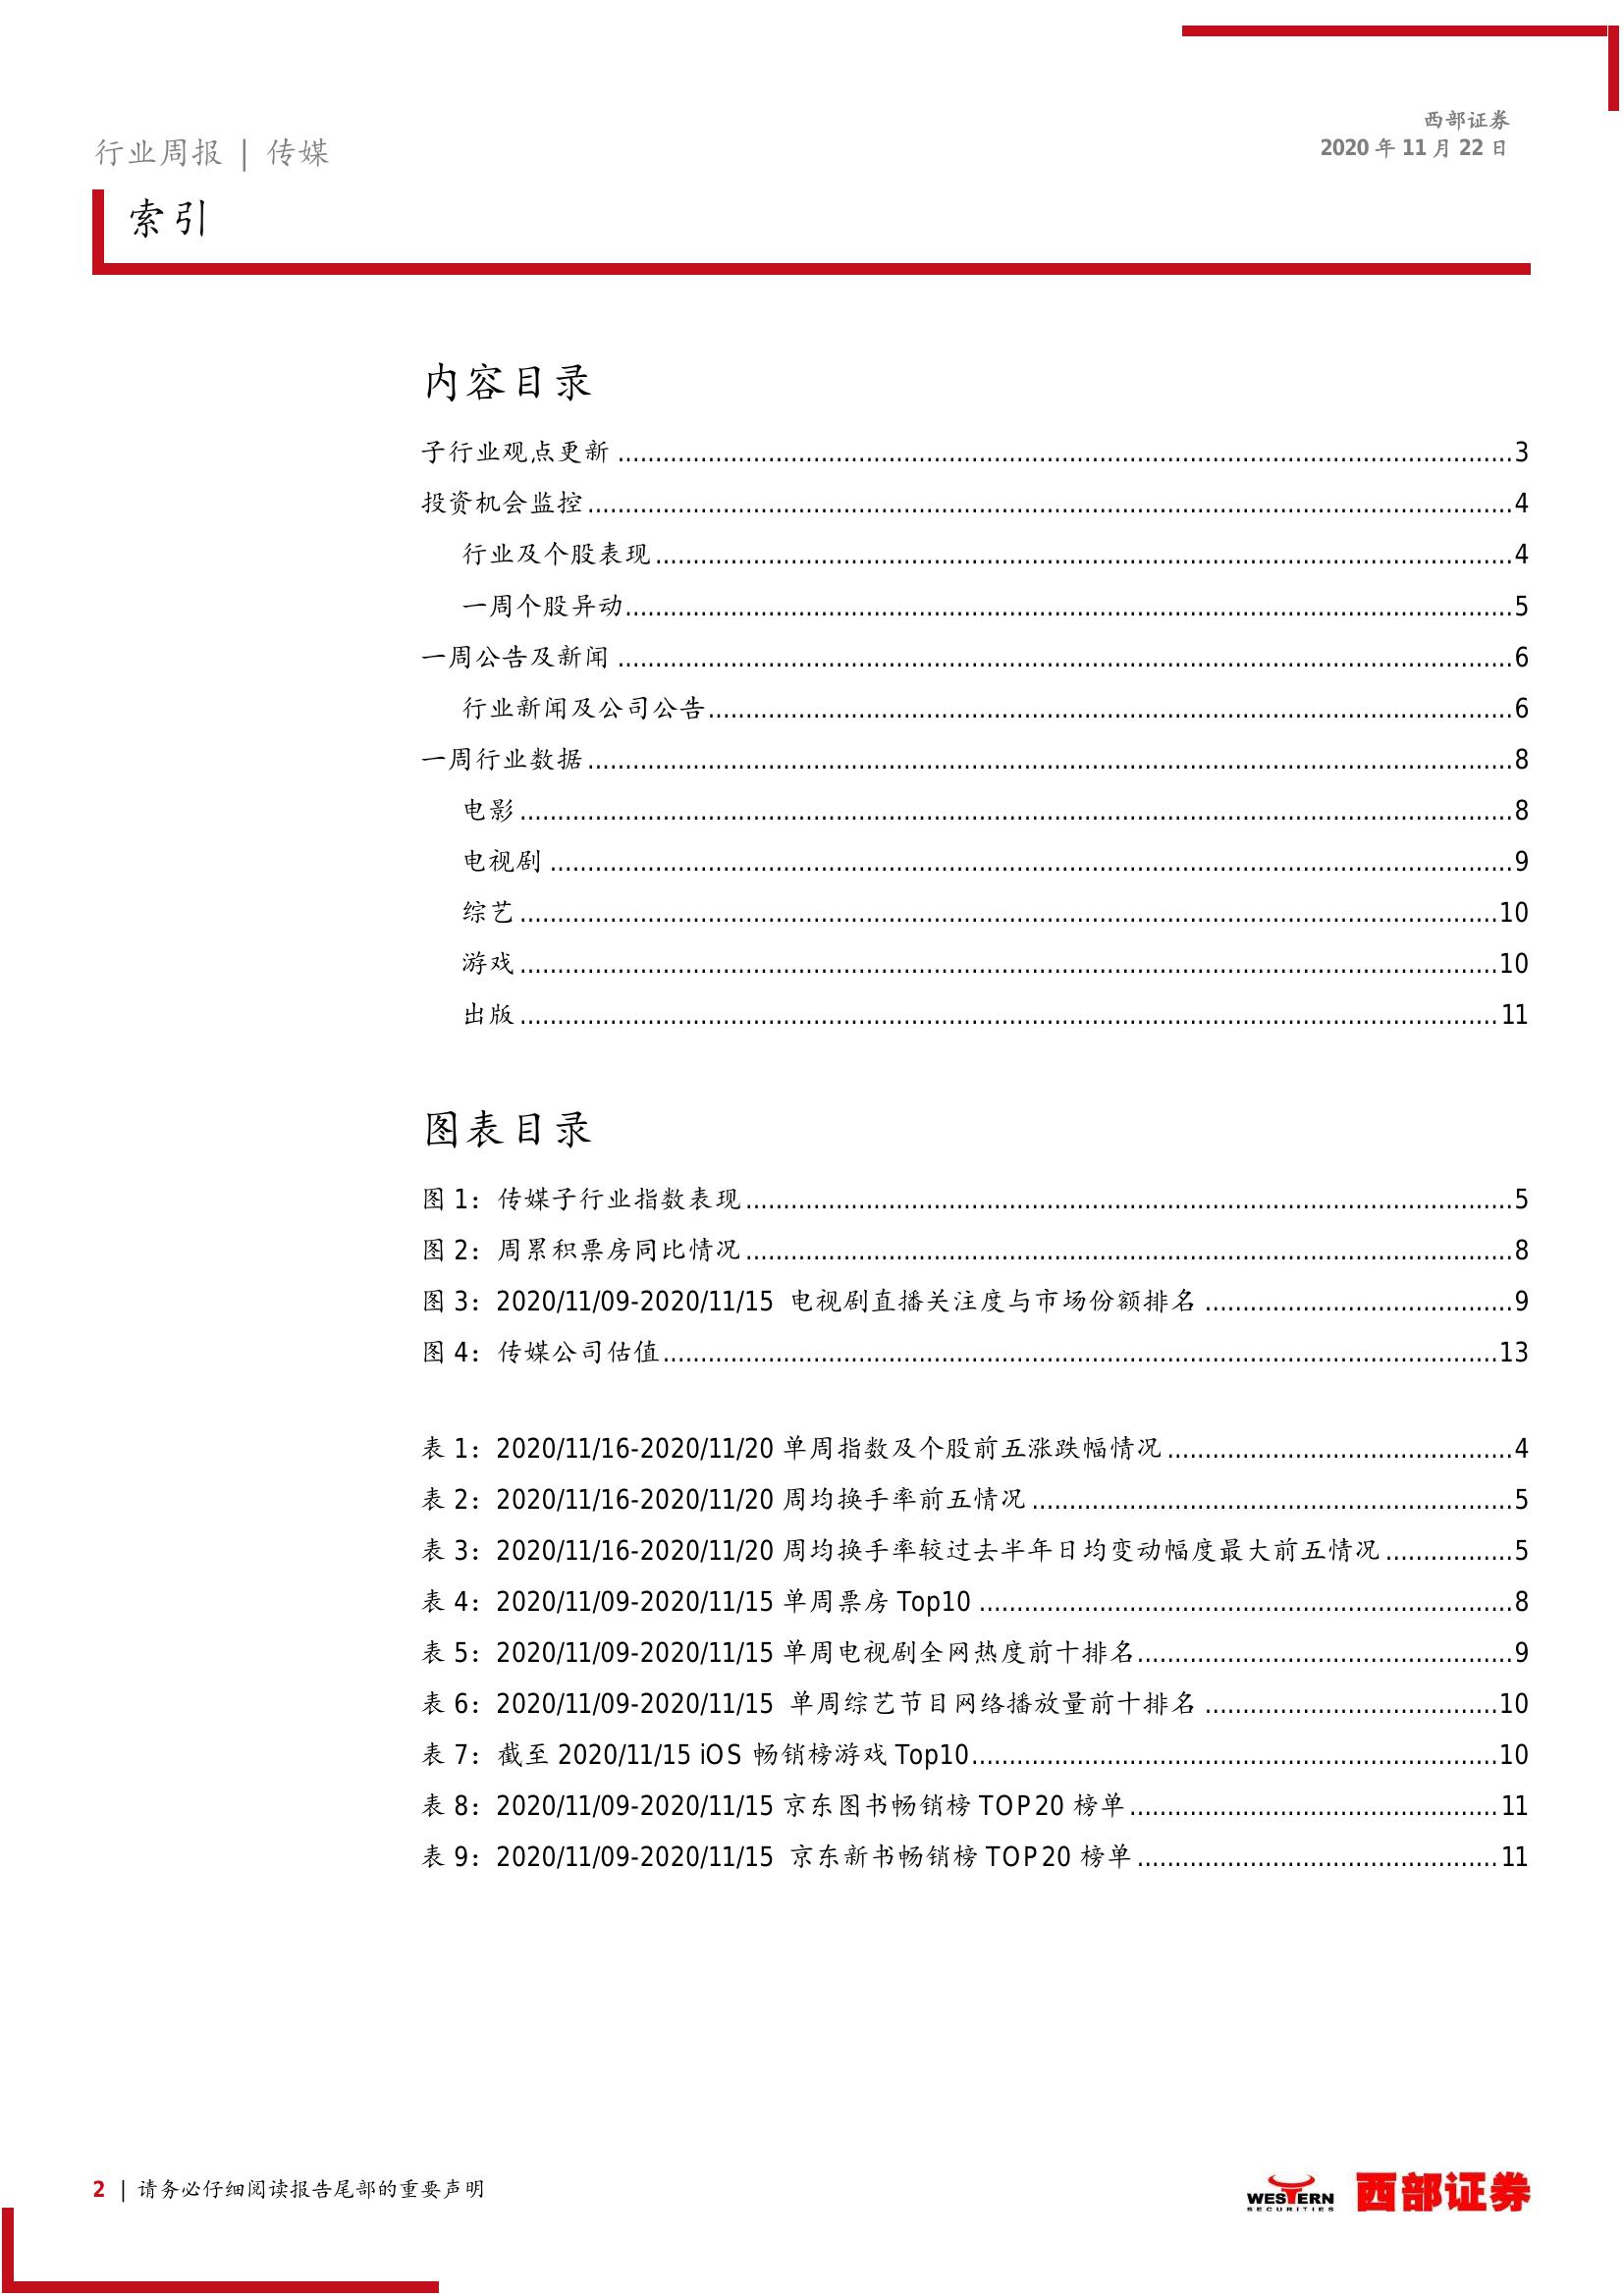 西部证券
行业周报 | 传媒
2020 年 11 月 22 日
索引
内容目录
子行业观点更新 ........................................ 3
投资机会监控 ........................................ 4
行业及个股表现 ........................................ 4
一周个股异动 ........................................ 5
一周公告及新闻 ........................................ 6
行业新闻及公司公告 ........................................ 6
一周行业数据 ........................................ 8
电影 ........................................ 8
电视剧 ........................................ 9
综艺 ........................................ 10
游戏 ........................................ 10
出版 ........................................ 11
图表目录
图 1：传媒子行业指数表现 ........................................ 5
图 2：周累积票房同比情况 ........................................ 8
图 3：2020/11/09-2020/11/15 电视剧直播关注度与市场份额排名 ........................................ 9
图 4：传媒公司估值 ........................................ 13
表 1：2020/11/16-2020/11/20 单周指数及个股前五涨跌幅情况 ........................................ 4
表 2：2020/11/16-2020/11/20 周均换手率前五情况 ........................................ 5
表 3：2020/11/16-2020/11/20 周均换手率较过去半年日均变动幅度最大前五情况 ................. 5
表 4：2020/11/09-2020/11/15 单周票房 Top10 ........................................ 8
表 5：2020/11/09-2020/11/15 单周电视剧全网热度前十排名 ........................................ 9
表 6：2020/11/09-2020/11/15 单周综艺节目网络播放量前十排名 ........................................ 10
表 7：截至 2020/11/15 iOS 畅销榜游戏 Top10 ........................................ 10
表 8：2020/11/09-2020/11/15 京东图书畅销榜 TOP20 榜单 ........................................ 11
表 9：2020/11/09-2020/11/15 京东新书畅销榜 TOP20 榜单 ........................................ 11
2 | 请务必仔细阅读报告尾部的重要声明
WESTERN SECURITIES 西部证券